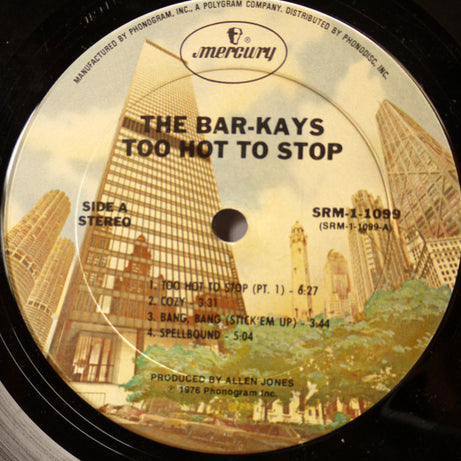 MANUFACTURED BY PHONOGRAM, INC., A POLYGRAM COMPANY. DISTRIBUTED BY PHONODISC, INC.
mercury
THE BAR-KAYS
TOO HOT TO STOP
SIDE A
STEREO
SRM-1-1099
(SRM-1-1099-A)
1. TOO HOT TO STOP (PT. 1) - 6:27
2. COZY - 3:31
3. BANG, BANG (STICK'EM UP) - 3:44
4. SPELLBOUND - 5:04
PRODUCED BY ALLEN JONES
℗ 1976 Phonogram Inc.